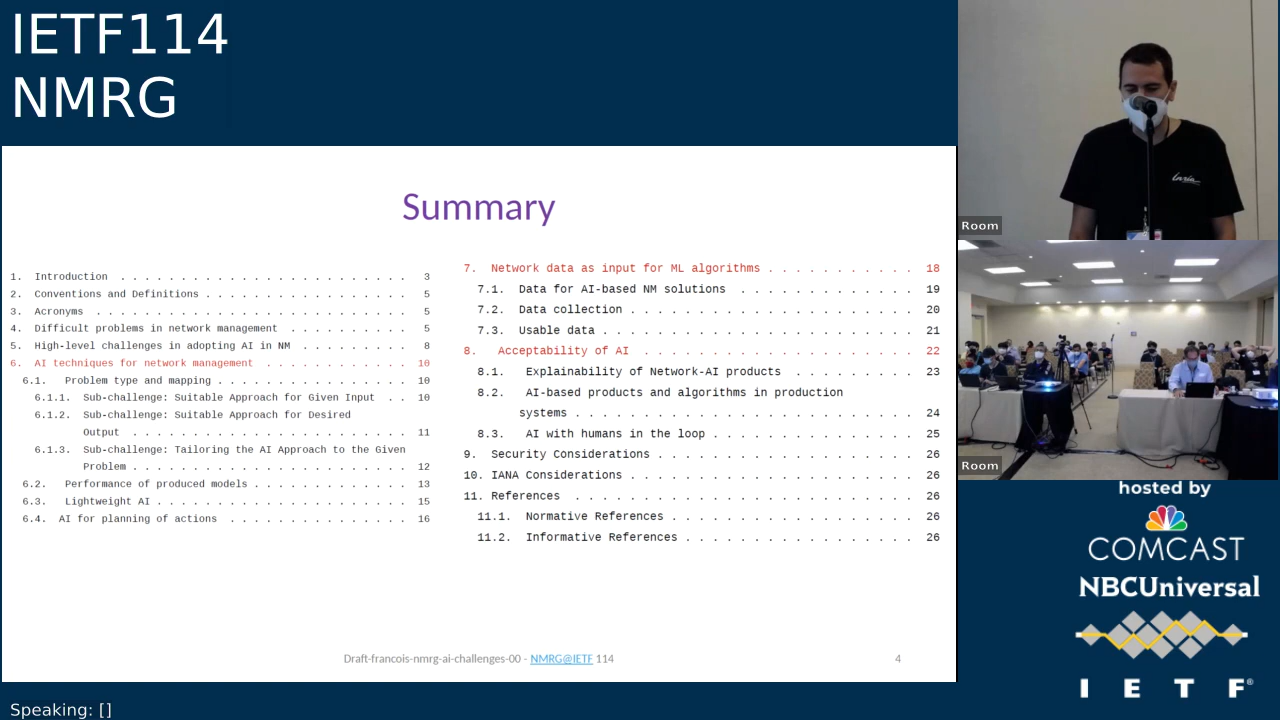 IETF114
NMRG
Summary
1. Introduction . . . . . . . . . . . . . . . . . . . . . . . . 3
2. Conventions and Definitions . . . . . . . . . . . . . . . . . 5
3. Acronyms . . . . . . . . . . . . . . . . . . . . . . . . . . 5
4. Difficult problems in network management . . . . . . . . . . 5
5. High-level challenges in adopting AI in NM . . . . . . . . . 8
6. AI techniques for network management . . . . . . . . . . . . 10
6.1. Problem type and mapping . . . . . . . . . . . . . . . . 10
6.1.1. Sub-challenge: Suitable Approach for Given Input . . 10
6.1.2. Sub-challenge: Suitable Approach for Desired
Output . . . . . . . . . . . . . . . . . . . . . . . 11
6.1.3. Sub-challenge: Tailoring the AI Approach to the Given
Problem . . . . . . . . . . . . . . . . . . . . . . . 12
6.2. Performance of produced models . . . . . . . . . . . . . 13
6.3. Lightweight AI . . . . . . . . . . . . . . . . . . . . . 15
6.4. AI for planning of actions . . . . . . . . . . . . . . . 16
7. Network data as input for ML algorithms . . . . . . . . . . . 18
7.1. Data for AI-based NM solutions . . . . . . . . . . . . . 19
7.2. Data collection . . . . . . . . . . . . . . . . . . . . . 20
7.3. Usable data . . . . . . . . . . . . . . . . . . . . . . . 21
8. Acceptability of AI . . . . . . . . . . . . . . . . . . . . 22
8.1. Explainability of Network-AI products . . . . . . . . . 23
8.2. AI-based products and algorithms in production
systems . . . . . . . . . . . . . . . . . . . . . . . . . 24
8.3. AI with humans in the loop . . . . . . . . . . . . . . . 25
9. Security Considerations . . . . . . . . . . . . . . . . . . . 26
10. IANA Considerations . . . . . . . . . . . . . . . . . . . . . 26
11. References . . . . . . . . . . . . . . . . . . . . . . . . . 26
11.1. Normative References . . . . . . . . . . . . . . . . . . 26
11.2. Informative References . . . . . . . . . . . . . . . . . 26
Draft-francois-nmrg-ai-challenges-00 - NMRG@IETF 114
4
Speaking: []
Inria
Room
Room
hosted by
COMCAST
NBCUniversal
I E T F®